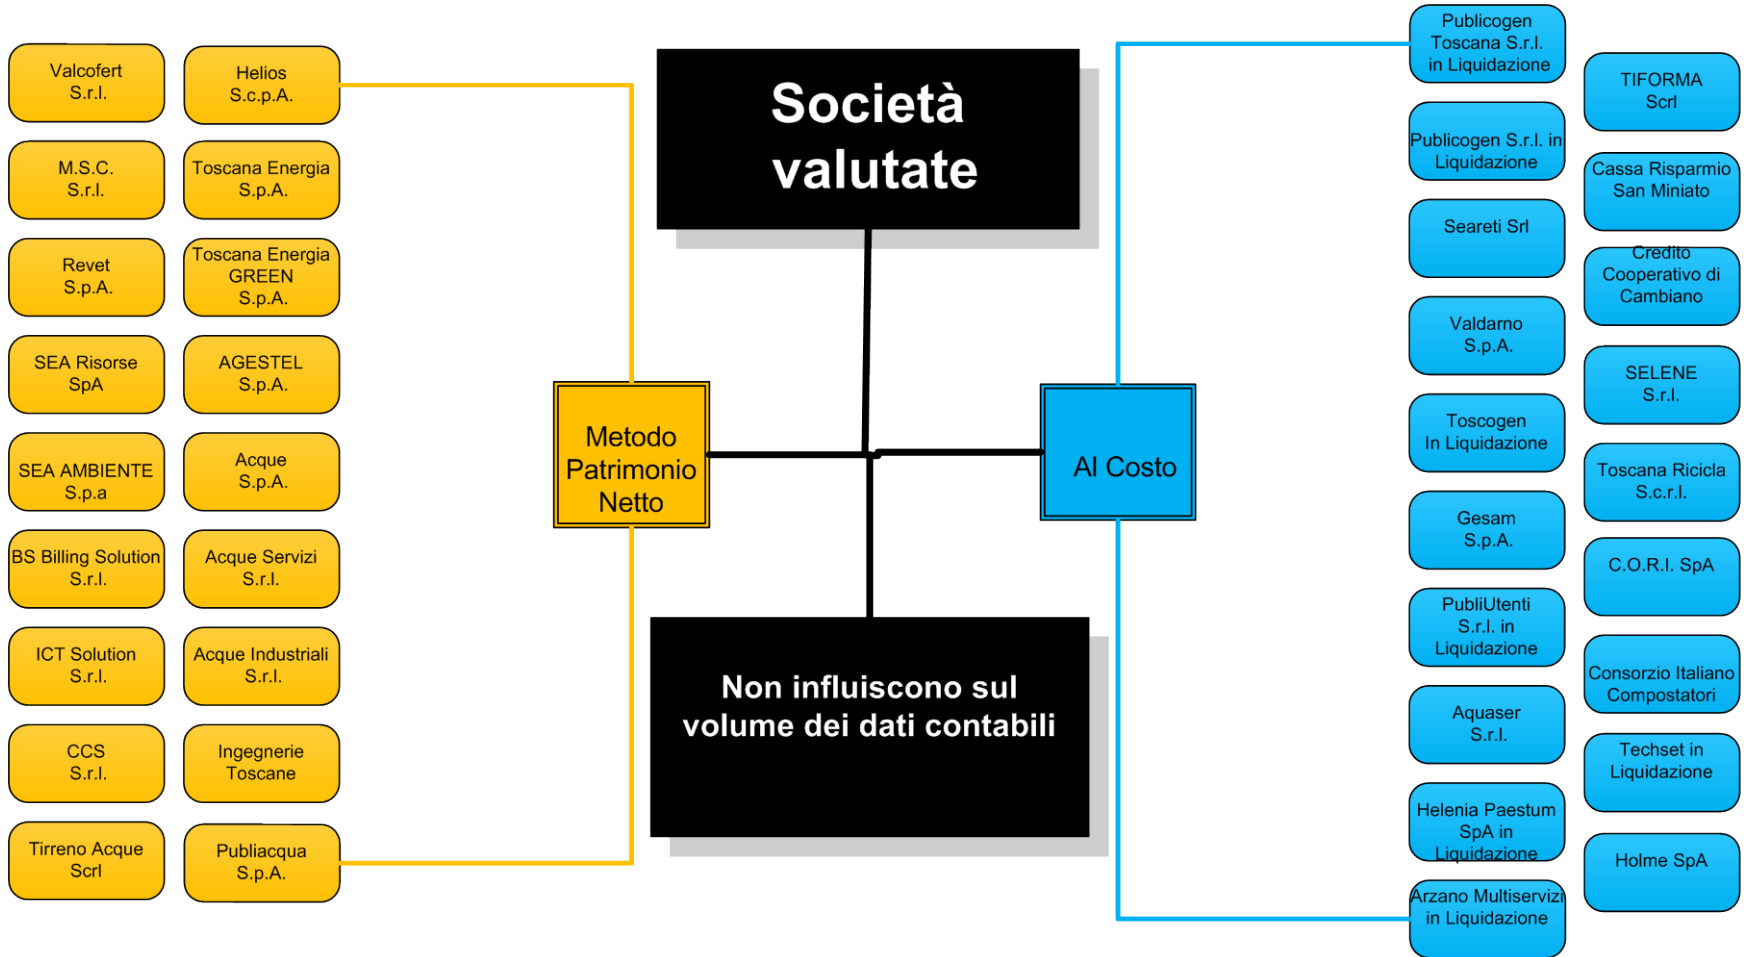 Società
valutate
Metodo
Patrimonio
Netto
Al Costo
Non influiscono sul
volume dei dati contabili
Valcofert
S.r.l.
M.S.C.
S.r.l.
Revet
S.p.A.
SEA Risorse
SpA
SEA AMBIENTE
S.p.a
BS Billing Solution
S.r.l.
ICT Solution
S.r.l.
CCS
S.r.l.
Tirreno Acque
Scrl
Helios
S.c.p.A.
Toscana Energia
S.p.A.
Toscana Energia
GREEN
S.p.A.
AGESTEL
S.p.A.
Acque
S.p.A.
Acque Servizi
S.r.l.
Acque Industriali
S.r.l.
Ingegnerie
Toscane
Publiacqua
S.p.A.
Publicogen
Toscana S.r.l.
in Liquidazione
Publicogen S.r.l. in
Liquidazione
Seareti Srl
Valdarno
S.p.A.
Toscogen
In Liquidazione
Gesam
S.p.A.
PubliUtenti
S.r.l. in
Liquidazione
Aquaser
S.r.l.
Helenia Paestum
SpA in
Liquidazione
Arzano Multiservizi
in Liquidazione
TIFORMA
Scrl
Cassa Risparmio
San Miniato
Credito
Cooperativo di
Cambiano
SELENE
S.r.l.
Toscana Ricicla
S.c.r.l.
C.O.R.I. SpA
Consorzio Italiano
Compostatori
Techset in
Liquidazione
Holme SpA